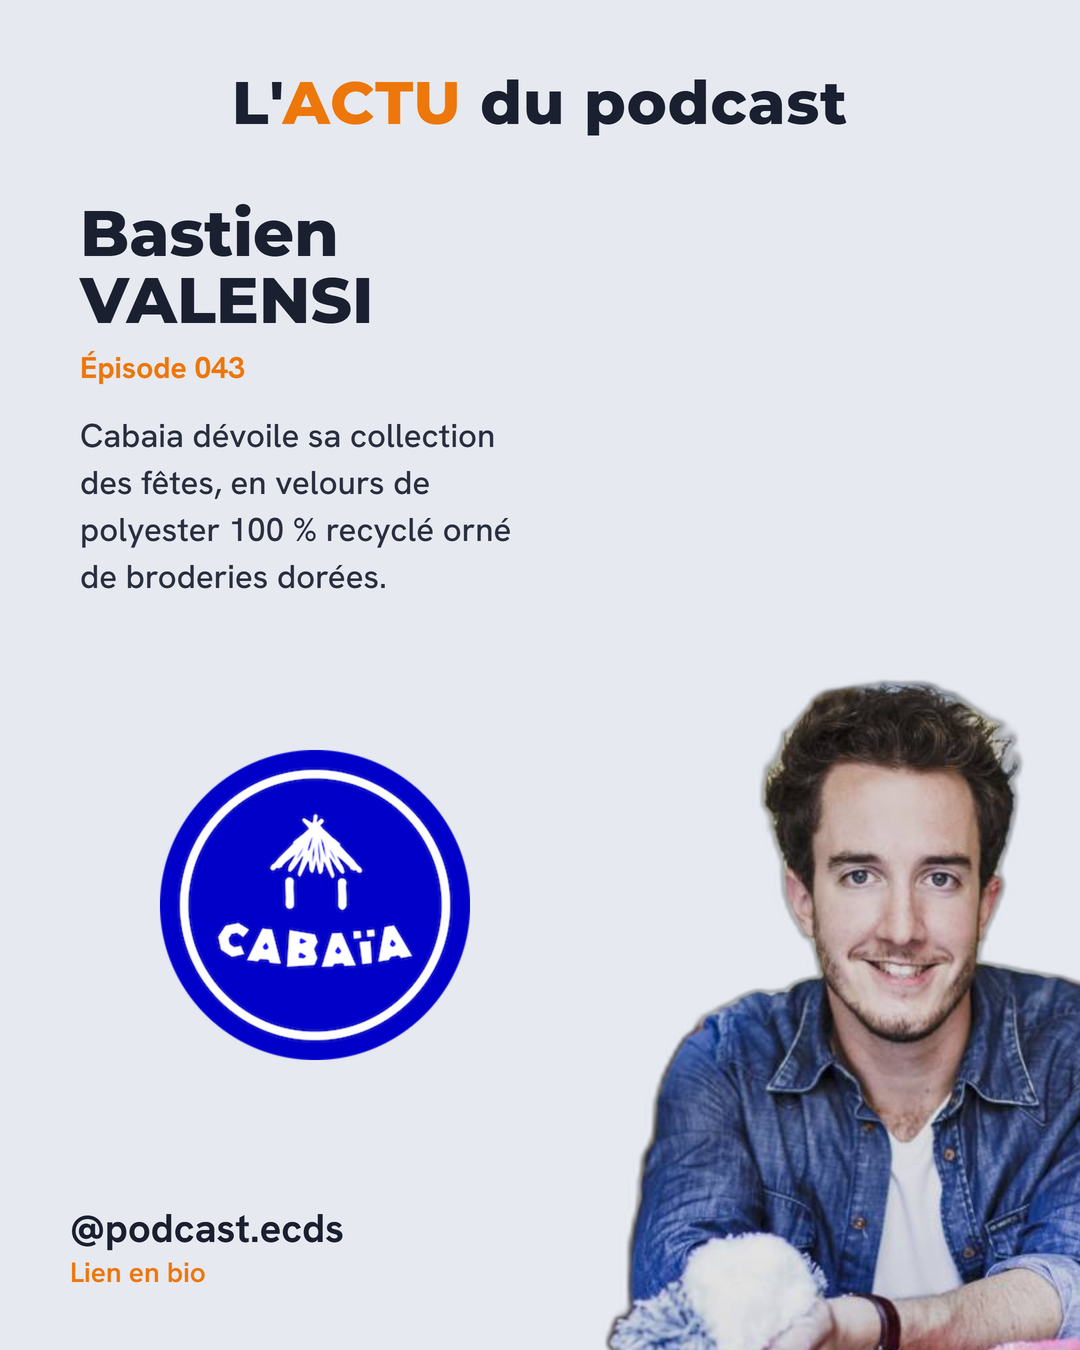 L'ACTU du podcast
Bastien
VALENSI
Épisode 043
Cabaia dévoile sa collection
des fêtes, en velours de
polyester 100 % recyclé orné
de broderies dorées.
CABAÏA
@podcast.ecds
Lien en bio